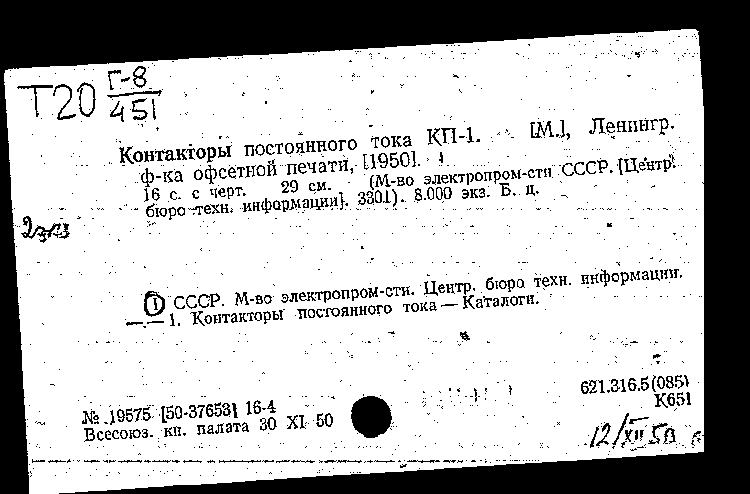 Т20 Г-8
451
Контакторы постоянного тока КП-1. [М.], Ленингр.
ф-ка офсетной печати, [1950].
16 с. с черт. 29 см. (М-во электропром-сти СССР. [Центр.
бюро техн. информации]. 3301). 8.000 экз. Б. ц.
2 экз
1 СССР. М-во электропром-сти. Центр. бюро техн. информации.
—.— 1. Контакторы постоянного тока — Каталоги.
621.316.5(085)
К651
№ 19575 [50-37653] 16-4
Всесоюз. кн. палата 30 XI 50
12/XII 50